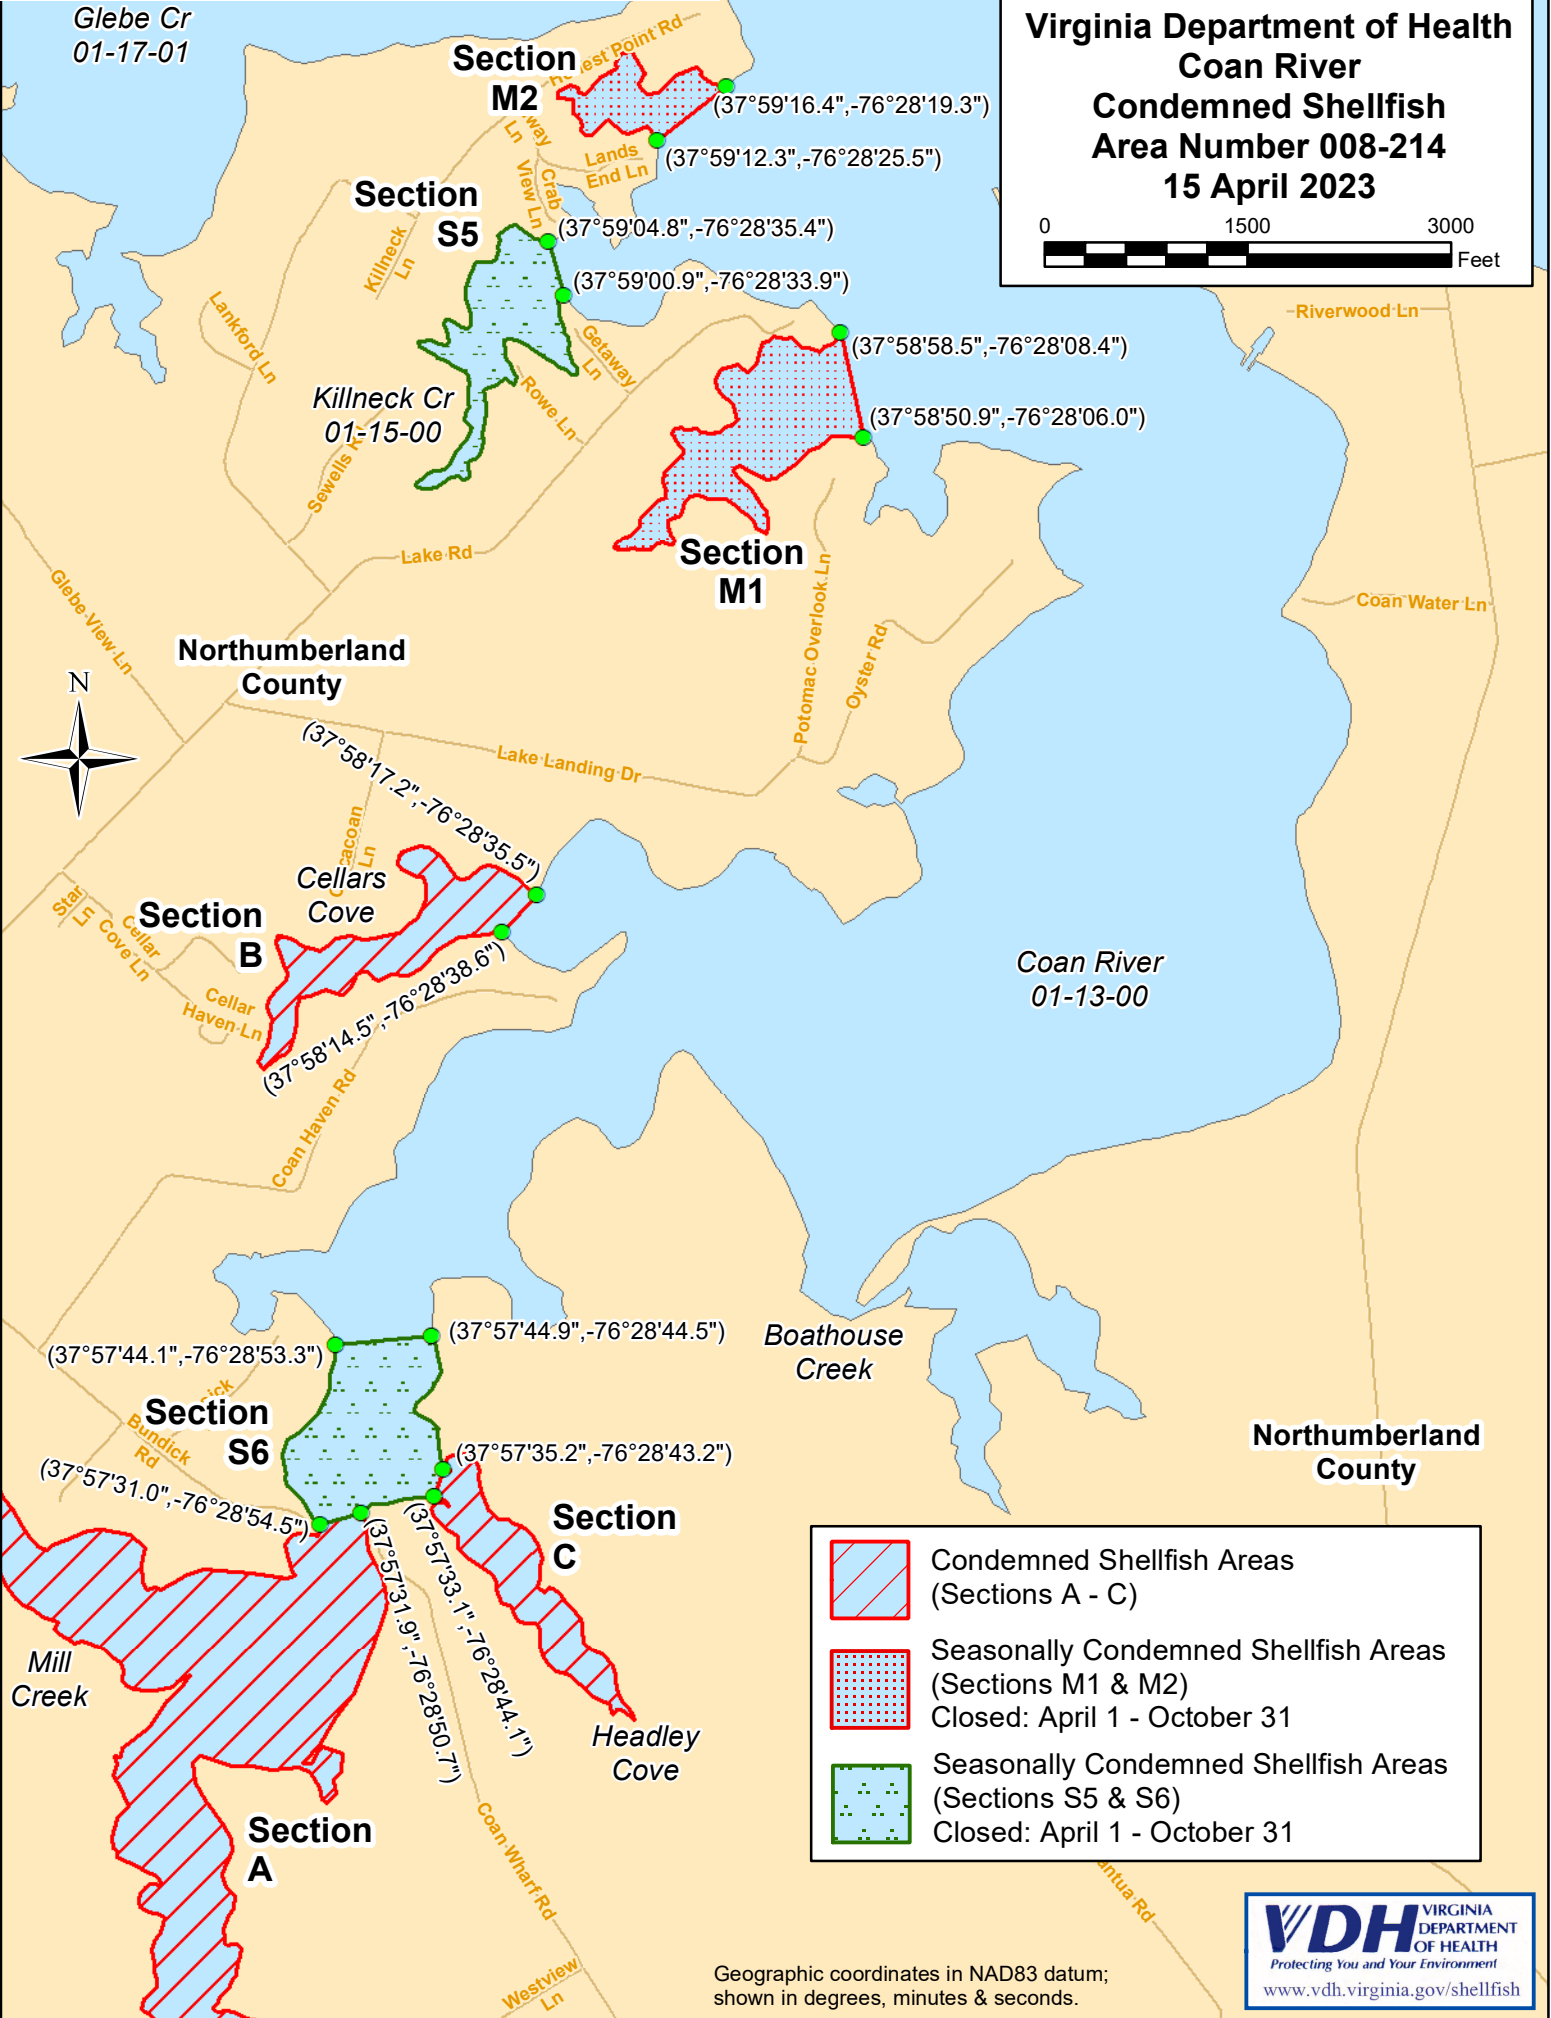 Glebe Cr
01-17-01
Virginia Department of Health
Coan River
Condemned Shellfish
Area Number 008-214
15 April 2023
0 1500 3000
Feet
Section
M2
Point Rd
(37°59'16.4",-76°28'19.3")
(37°59'12.3",-76°28'25.5")
Lands
End Ln
Ln
Crab
View Ln
Section
S5
(37°59'04.8",-76°28'35.4")
(37°59'00.9",-76°28'33.9")
Killneck
Ln
Lankford Ln
Riverwood Ln
Getaway
Ln
(37°58'58.5",-76°28'08.4")
Killneck Cr
01-15-00
Rowe Ln
(37°58'50.9",-76°28'06.0")
Sewells Rd
Lake Rd
Section
M1
Glebe View Ln
Potomac Overlook Ln
Oyster Rd
Coan Water Ln
Northumberland
County
N
(37°58'17.2",-76°28'35.5")
Lake Landing Dr
Ln
Cellars
Cove
Star
Ln
Cellar
Cove Ln
Section
B
Cellar
Haven Ln
(37°58'14.5",-76°28'38.6")
Coan River
01-13-00
Coan Haven Rd
(37°57'44.9",-76°28'44.5")
(37°57'44.1",-76°28'53.3")
Boathouse
Creek
Section
S6
Bundick
Rd
(37°57'35.2",-76°28'43.2")
(37°57'31.0",-76°28'54.5")
Northumberland
County
Section
C
(37°57'31.9",-76°28'50.7")
(37°57'33.1",-76°28'44.1")
Condemned Shellfish Areas
(Sections A - C)
Seasonally Condemned Shellfish Areas
(Sections M1 & M2)
Closed: April 1 - October 31
Seasonally Condemned Shellfish Areas
(Sections S5 & S6)
Closed: April 1 - October 31
Mill
Creek
Headley
Cove
Section
A
Coan Wharf Rd
Rd
Westview
Ln
Geographic coordinates in NAD83 datum;
shown in degrees, minutes & seconds.
VDH
VIRGINIA
DEPARTMENT
OF HEALTH
Protecting You and Your Environment
www.vdh.virginia.gov/shellfish